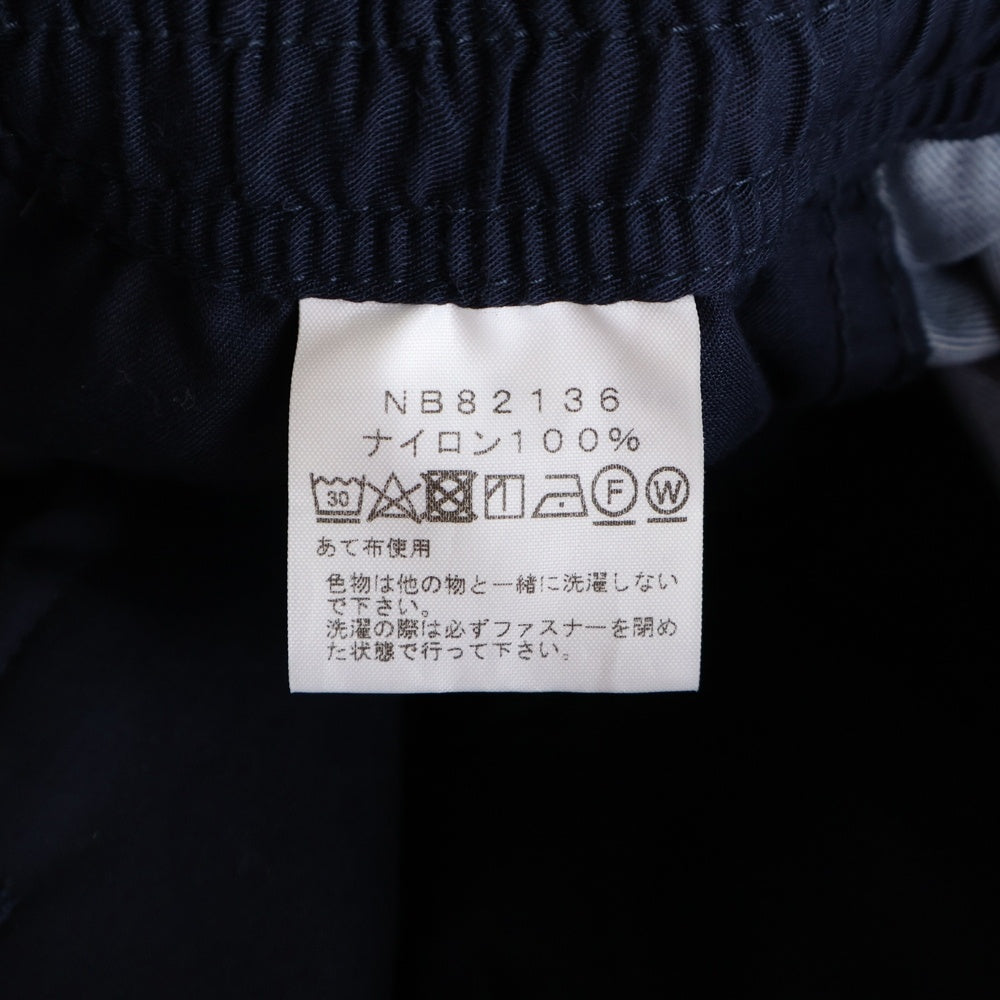 NB82136
ナイロン100%
30 F W
あて布使用
色物は他の物と一緒に洗濯しない
で下さい。
洗濯の際は必ずファスナーを閉め
た状態で行って下さい。